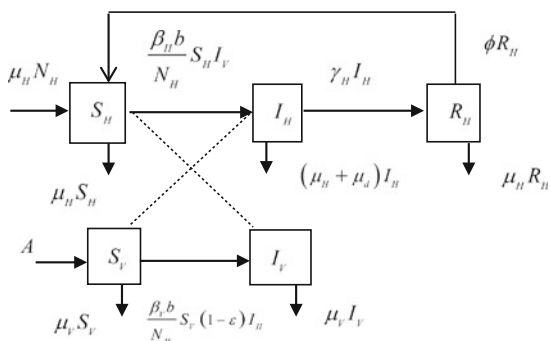 φR_H
(β_H b / N_H) S_H I_V
μ_H N_H
γ_H I_H
S_H
I_H
R_H
μ_H S_H
(μ_H + μ_d) I_H
μ_H R_H
A
S_V
I_V
μ_V S_V
(β_V b / N_H) S_V (1 − ε) I_H
μ_V I_V